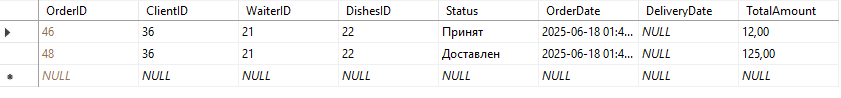 OrderID ClientID WaiterID DishesID Status OrderDate DeliveryDate TotalAmount
46 36 21 22 Принят 2025-06-18 01:4... NULL 12,00
48 36 21 22 Доставлен 2025-06-18 01:4... NULL 125,00
NULL NULL NULL NULL NULL NULL NULL NULL